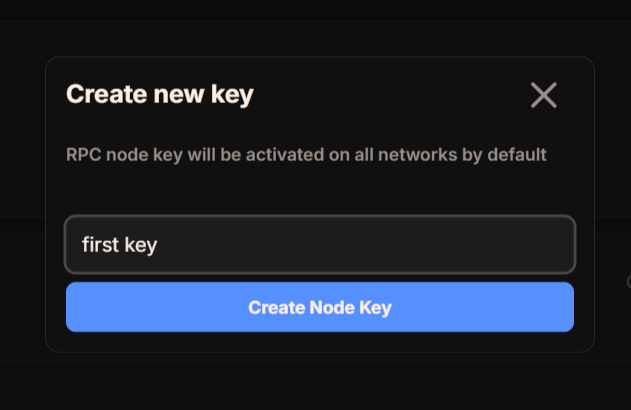 Create new key
RPC node key will be activated on all networks by default
first key
Create Node Key